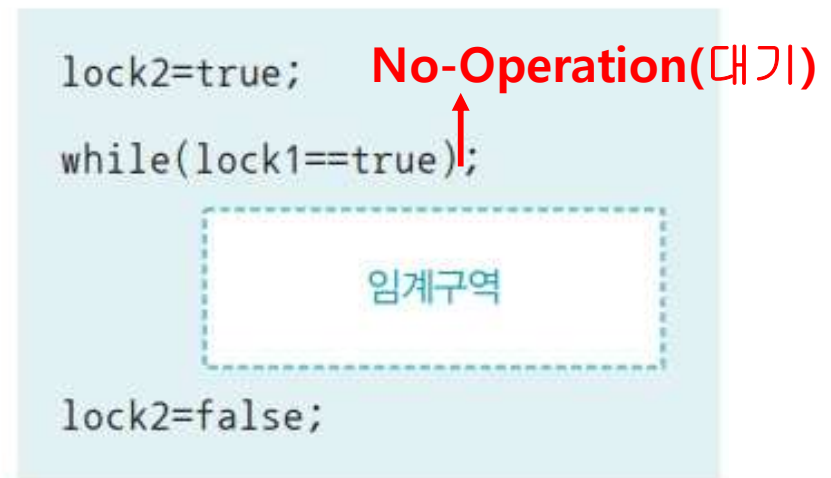 lock2=true;
No-Operation(대기)
while(lock1==true);
임계구역
lock2=false;